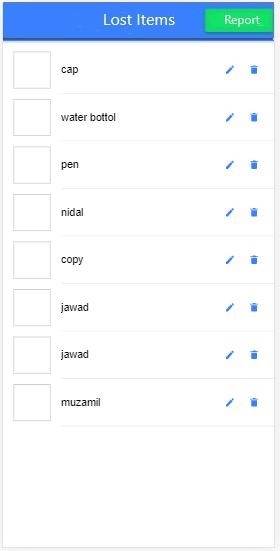 Lost Items
Report
cap
water bottol
pen
nidal
copy
jawad
jawad
muzamil